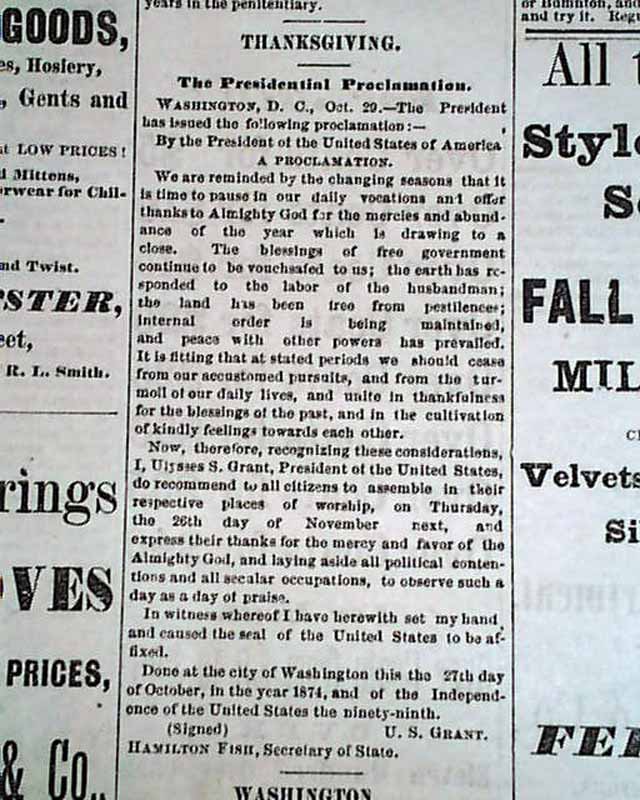 years in the penitentiary.
THANKSGIVING.
The Presidential Proclamation.
WASHINGTON, D. C., Oct. 29.—The President
has issued the following proclamation:—
By the President of the United States of America
A PROCLAMATION.
We are reminded by the changing seasons that it
is time to pause in our daily vocations and offer
thanks to Almighty God for the mercies and abund-
ance of the year which is drawing to a
close. The blessings of free government
continue to be vouchsafed to us; the earth has re-
sponded to the labor of the husbandman;
the land has been free from pestilences;
internal order is being maintained,
and peace with other powers has prevailed.
It is fitting that at stated periods we should cease
from our accustomed pursuits, and from the tur-
moil of our daily lives, and unite in thankfulness
for the blessings of the past, and in the cultivation
of kindly feelings towards each other.
Now, therefore, recognizing these considerations,
I, Ulysses S. Grant, President of the United States,
do recommend to all citizens to assemble in their
respective places of worship, on Thursday,
the 26th day of November next, and
express their thanks for the mercy and favor of the
Almighty God, and laying aside all political conten-
tions and all secular occupations, to observe such a
day as a day of praise.
In witness whereof I have herewith set my hand
and caused the seal of the United States to be af-
fixed.
Done at the city of Washington this the 27th day
of October, in the year 1874, and of the Independ-
ence of the United States the ninety-ninth.
(Signed) U. S. GRANT.
HAMILTON FISH, Secretary of State.
WASHINGTON
GOODS,
es, Hosiery,
, Gents and
at LOW PRICES!
d Mittens,
rwear for Chil-
nd Twist.
STER,
eet,
R. L. Smith.
rings
OVES
PRICES,
& Co.,
and
and try it. Reg
All t
Style
S
FALL
MIL
Velvets
Si
FE